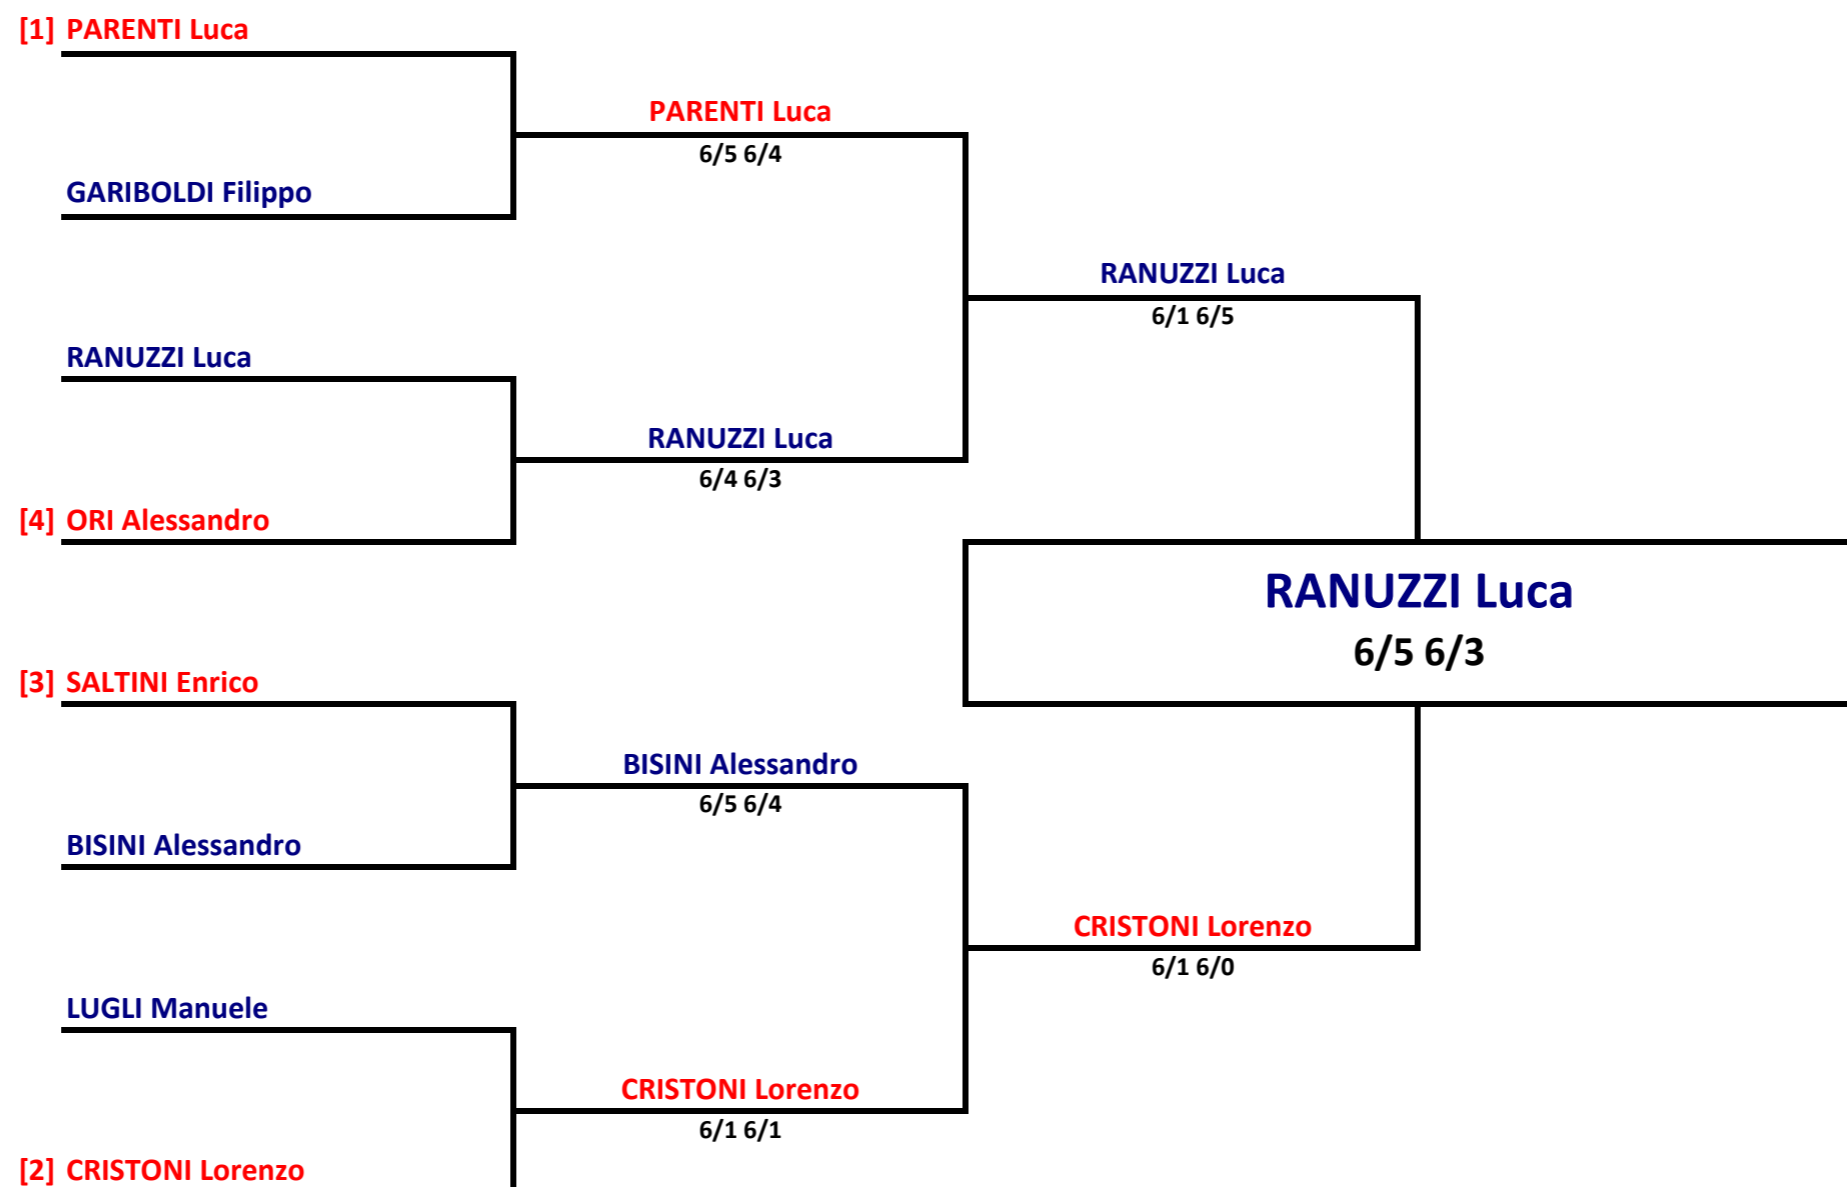 [1] PARENTI Luca
PARENTI Luca
6/5 6/4
GARIBOLDI Filippo
RANUZZI Luca
6/1 6/5
RANUZZI Luca
RANUZZI Luca
6/4 6/3
[4] ORI Alessandro
RANUZZI Luca
6/5 6/3
[3] SALTINI Enrico
BISINI Alessandro
6/5 6/4
BISINI Alessandro
CRISTONI Lorenzo
6/1 6/0
LUGLI Manuele
CRISTONI Lorenzo
6/1 6/1
[2] CRISTONI Lorenzo